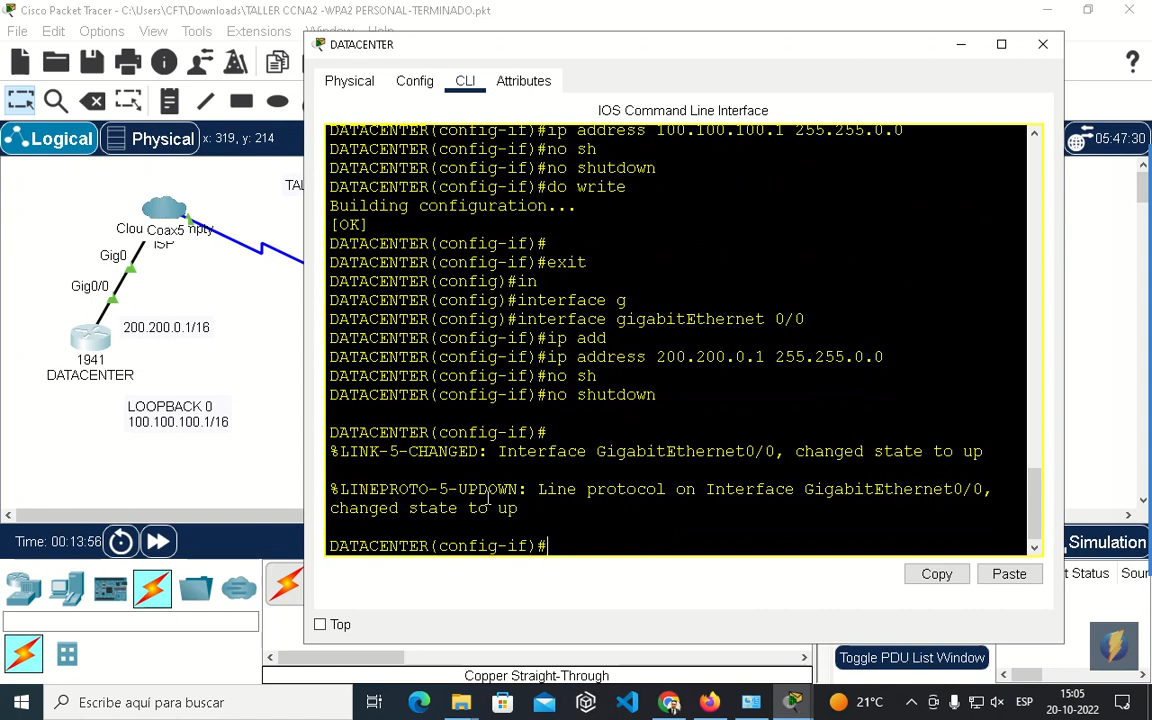 Cisco Packet Tracer - C:\Users\CFT\Downloads\TALLER CCNA2 -WPA2 PERSONAL-TERMINADO.pkt
File Edit Options View Tools Extensions
DATACENTER
Physical Config CLI Attributes
IOS Command Line Interface
Logical Physical x: 319, y: 214
05:47:30
DATACENTER(config-if)#ip address 100.100.100.1 255.255.0.0
DATACENTER(config-if)#no sh
DATACENTER(config-if)#no shutdown
DATACENTER(config-if)#do write
Building configuration...
[OK]
DATACENTER(config-if)#
DATACENTER(config-if)#exit
DATACENTER(config)#in
DATACENTER(config)#interface g
DATACENTER(config)#interface gigabitEthernet 0/0
DATACENTER(config-if)#ip add
DATACENTER(config-if)#ip address 200.200.0.1 255.255.0.0
DATACENTER(config-if)#no sh
DATACENTER(config-if)#no shutdown
DATACENTER(config-if)#
%LINK-5-CHANGED: Interface GigabitEthernet0/0, changed state to up
%LINEPROTO-5-UPDOWN: Line protocol on Interface GigabitEthernet0/0,
changed state to up
DATACENTER(config-if)#
Copy Paste
Top
TAL
Coax5
ISP
Gig0
Gig0/0
200.200.0.1/16
1941
DATACENTER
LOOPBACK 0
100.100.100.1/16
Time: 00:13:56
Simulation
Copper Straight-Through
Toggle PDU List Window
Escribe aquí para buscar
21°C
ESP
15:05
20-10-2022